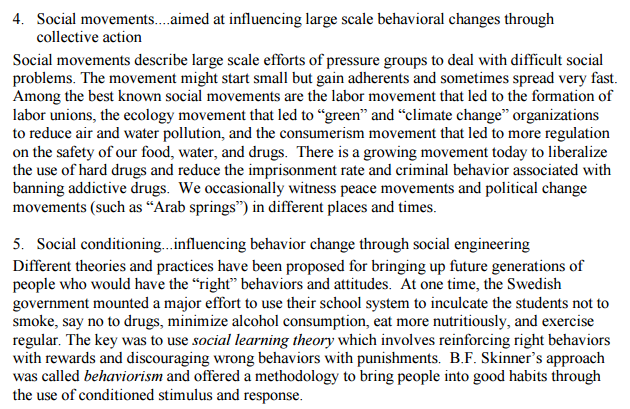 4. Social movements....aimed at influencing large scale behavioral changes through
collective action
Social movements describe large scale efforts of pressure groups to deal with difficult social
problems. The movement might start small but gain adherents and sometimes spread very fast.
Among the best known social movements are the labor movement that led to the formation of
labor unions, the ecology movement that led to “green” and “climate change” organizations
to reduce air and water pollution, and the consumerism movement that led to more regulation
on the safety of our food, water, and drugs. There is a growing movement today to liberalize
the use of hard drugs and reduce the imprisonment rate and criminal behavior associated with
banning addictive drugs. We occasionally witness peace movements and political change
movements (such as “Arab springs”) in different places and times.
5. Social conditioning...influencing behavior change through social engineering
Different theories and practices have been proposed for bringing up future generations of
people who would have the “right” behaviors and attitudes. At one time, the Swedish
government mounted a major effort to use their school system to inculcate the students not to
smoke, say no to drugs, minimize alcohol consumption, eat more nutritiously, and exercise
regular. The key was to use social learning theory which involves reinforcing right behaviors
with rewards and discouraging wrong behaviors with punishments. B.F. Skinner’s approach
was called behaviorism and offered a methodology to bring people into good habits through
the use of conditioned stimulus and response.